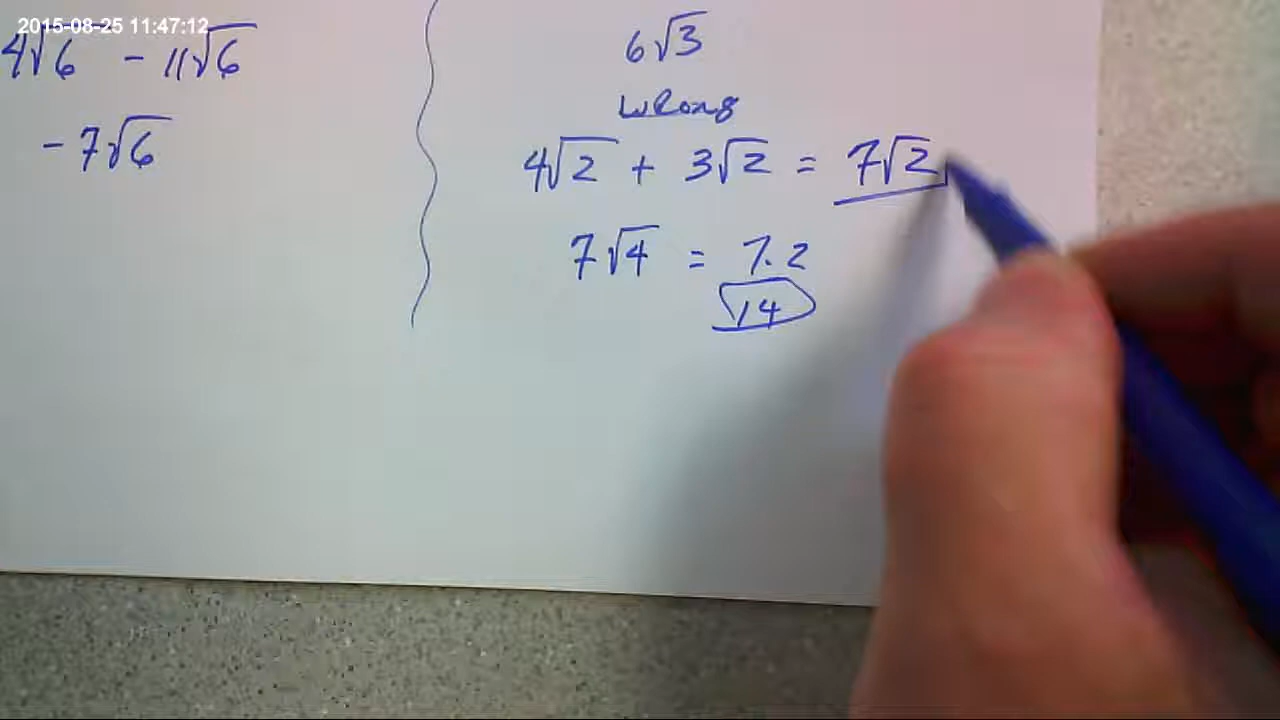 2015-08-25 11:47:12
4√6 - 11√6
-7√6
6√3
wrong
4√2 + 3√2 = 7√2
7√4 = 7.2
14